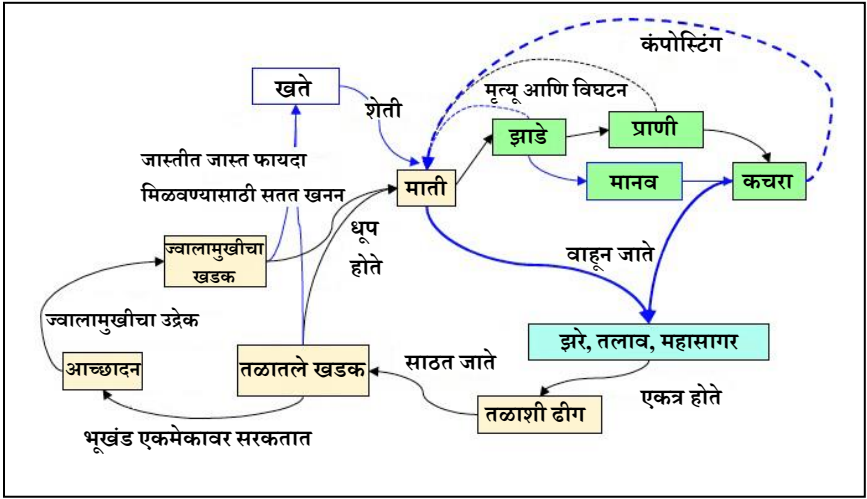 कंपोस्टिंग
खते
शेती
मृत्यू आणि विघटन
झाडे
प्राणी
जास्तीत जास्त फायदा
मिळवण्यासाठी सतत खनन
माती
मानव
कचरा
धूप
होते
ज्वालामुखीचा
खडक
वाहून जाते
ज्वालामुखीचा उद्रेक
झरे, तलाव, महासागर
आच्छादन
तळातले खडक
साठत जाते
एकत्र होते
तळाशी ढीग
भूखंड एकमेकावर सरकतात